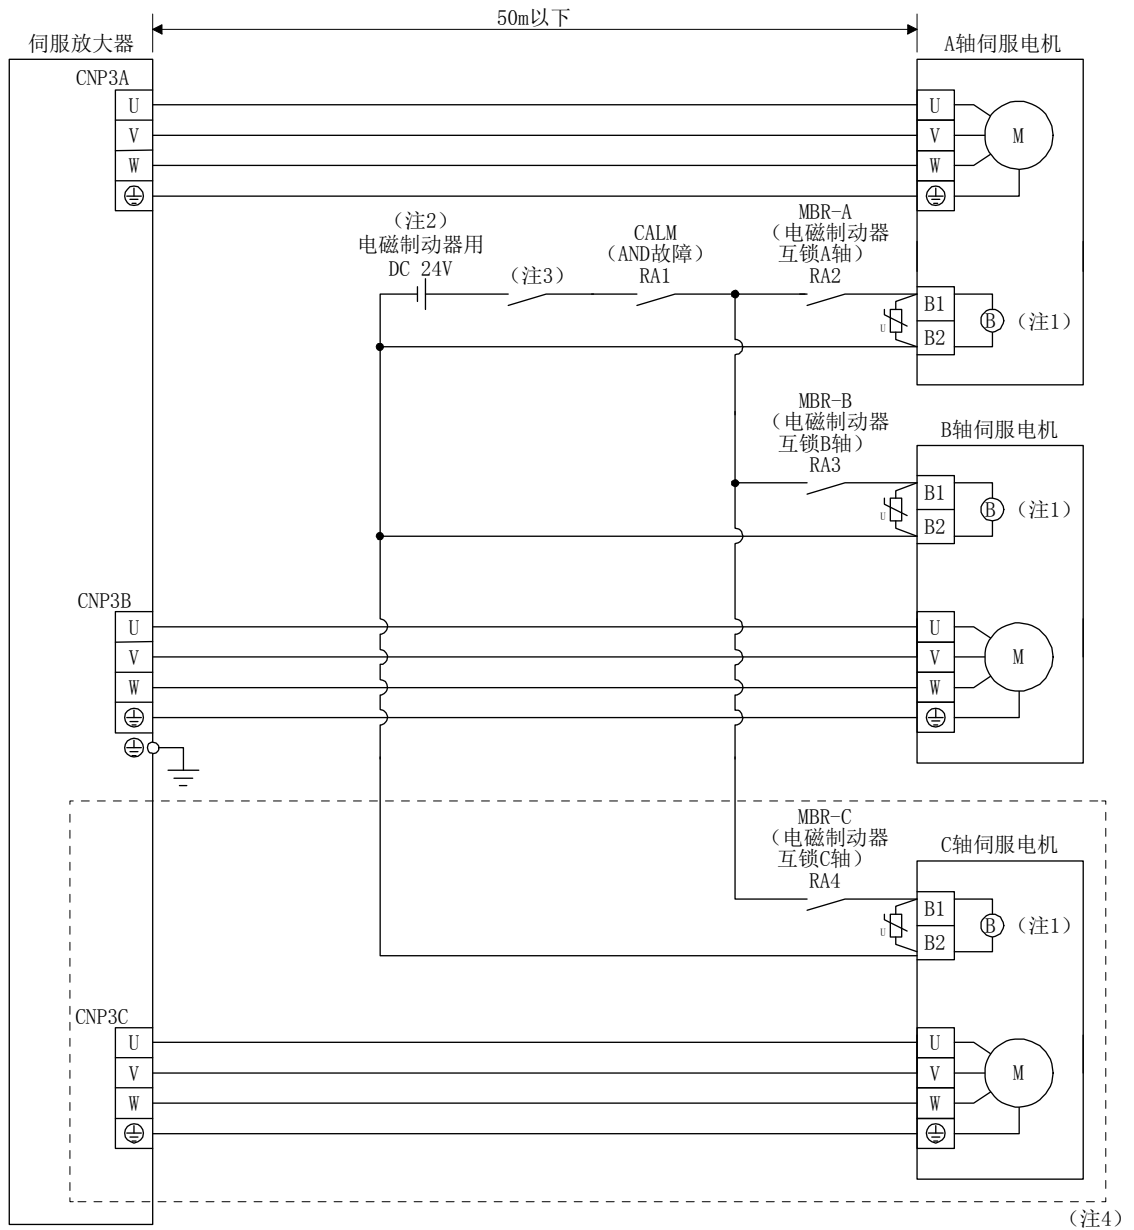 50m以下
伺服放大器
A轴伺服电机
CNP3A
U
V
W
U
V
W
M
(注2)
电磁制动器用
DC 24V
(注3)
CALM
(AND故障)
RA1
MBR-A
(电磁制动器
互锁A轴)
RA2
U
B1
B2
B
(注1)
MBR-B
(电磁制动器
互锁B轴)
RA3
B轴伺服电机
U
B1
B2
B
(注1)
CNP3B
U
V
W
U
V
W
M
MBR-C
(电磁制动器
互锁C轴)
RA4
C轴伺服电机
U
B1
B2
B
(注1)
CNP3C
U
V
W
U
V
W
M
(注4)